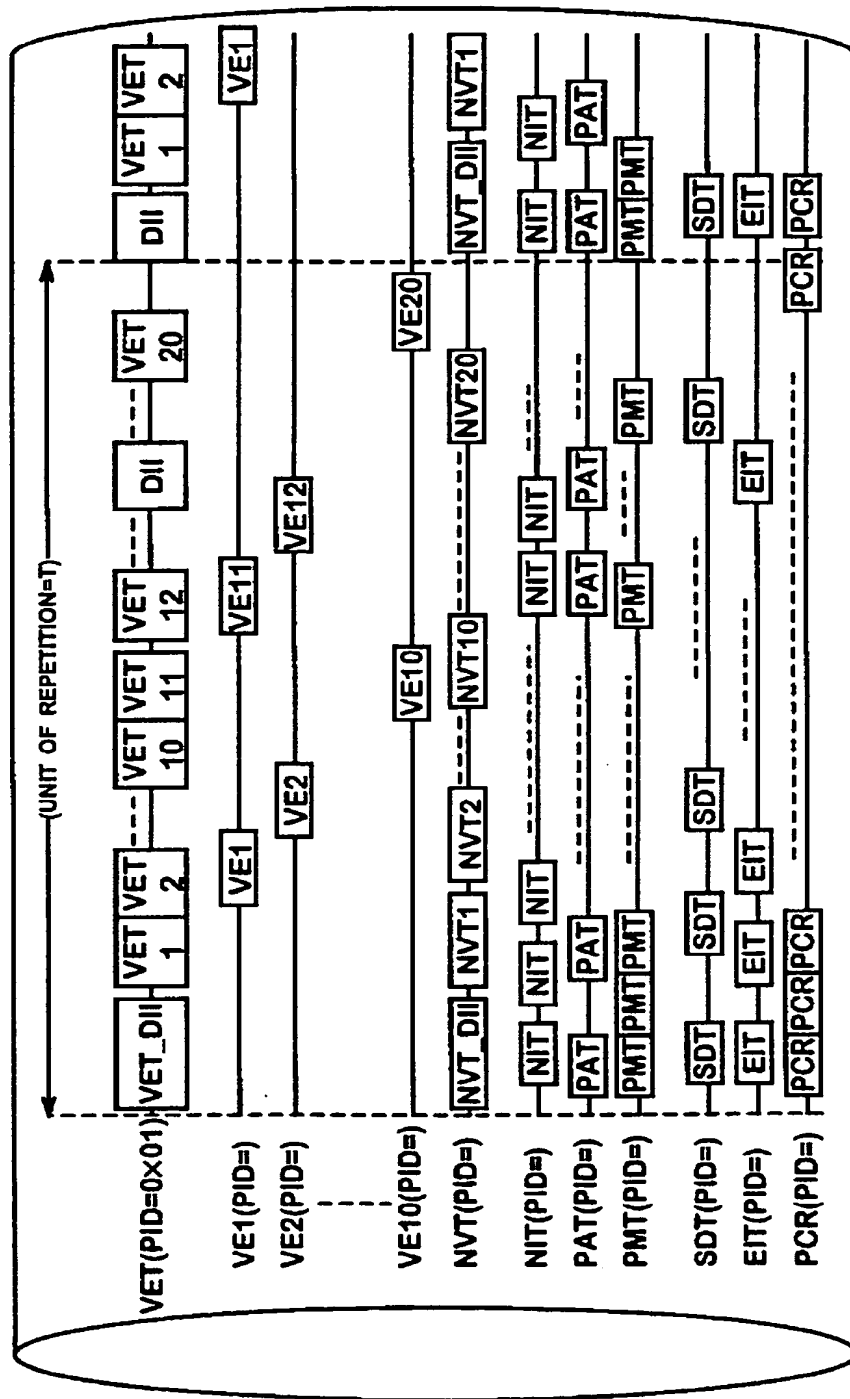 (UNIT OF REPETITION=T)
VET(PID=0X01) VET_DII VET 1 VET 2 VET 10 VET 11 VET 12 DII VET 20 DII VET 1 VET 2
VE1(PID=) VE1 VE11 VE1
VE2(PID=) VE2 VE12
VE10(PID=) VE10 VE20
NVT(PID=) NVT_DII NVT1 NVT2 NVT10 NVT20 NVT_DII NVT1
NIT(PID=) NIT NIT NIT NIT NIT NIT NIT
PAT(PID=) PAT PAT PAT PAT PAT PAT
PMT(PID=) PMT PMT PMT PMT PMT PMT PMT
SDT(PID=) SDT SDT SDT SDT SDT
EIT(PID=) EIT EIT EIT EIT EIT
PCR(PID=) PCR PCR PCR PCR PCR